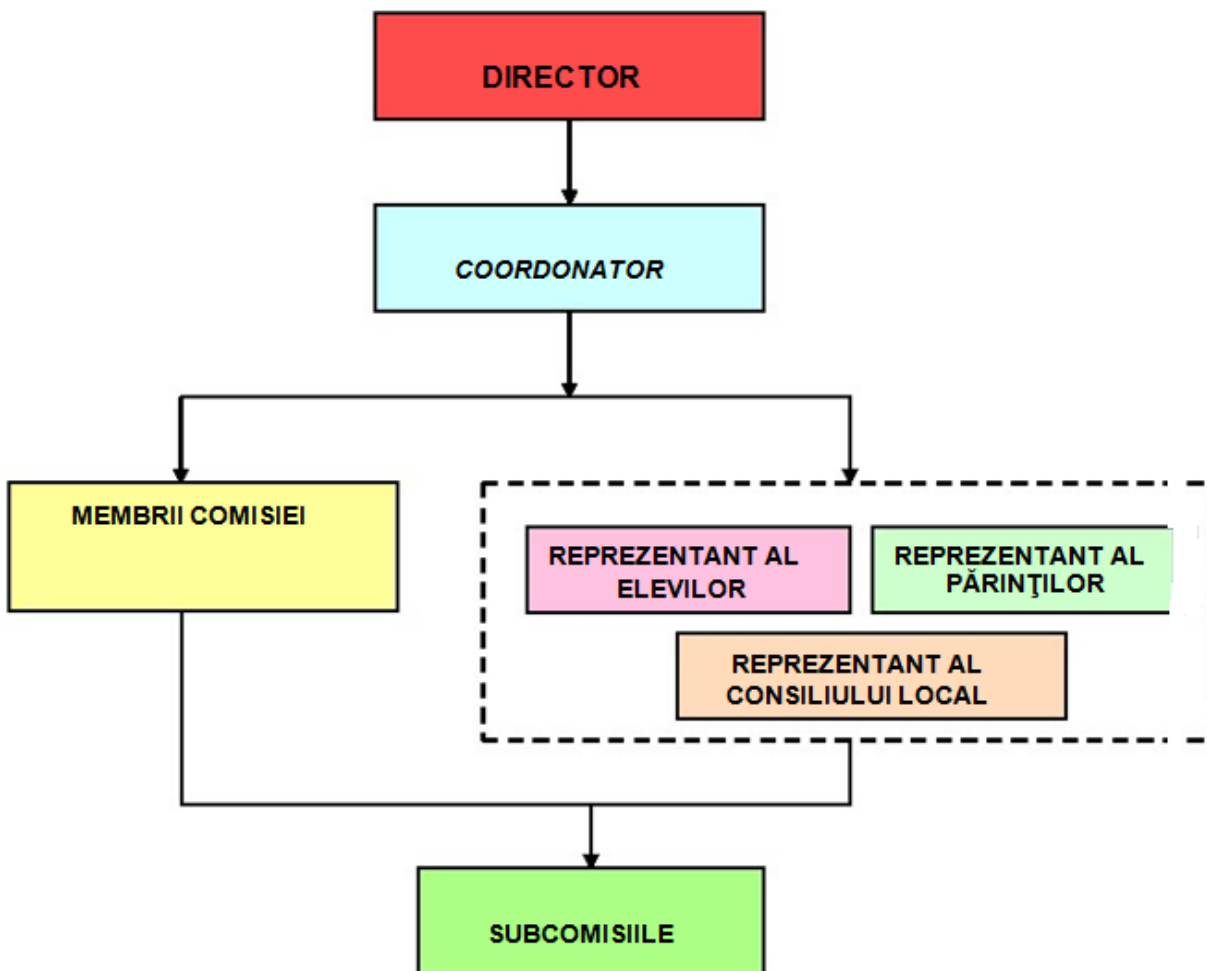 DIRECTOR
COORDONATOR
MEMBRII COMISIEI
REPREZENTANT AL
ELEVILOR
REPREZENTANT AL
PĂRINŢILOR
REPREZENTANT AL
CONSILIULUI LOCAL
SUBCOMISIILE